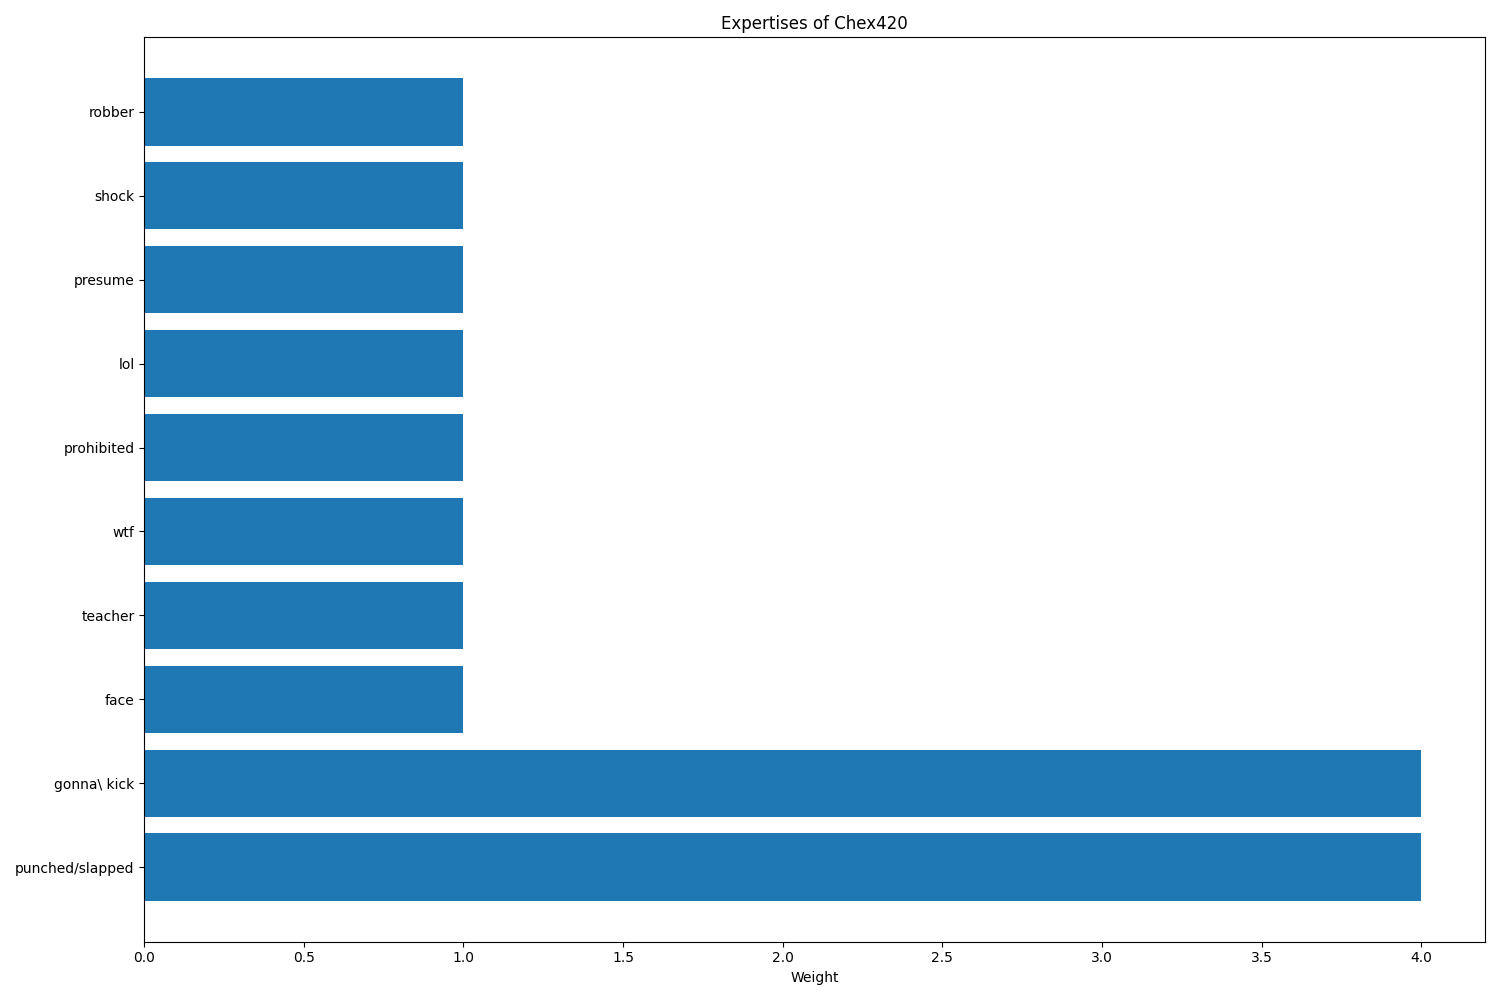 Expertises of Chex420
robber
shock
presume
lol
prohibited
wtf
teacher
face
gonna\ kick
punched/slapped
0.0 0.5 1.0 1.5 2.0 2.5 3.0 3.5 4.0
Weight